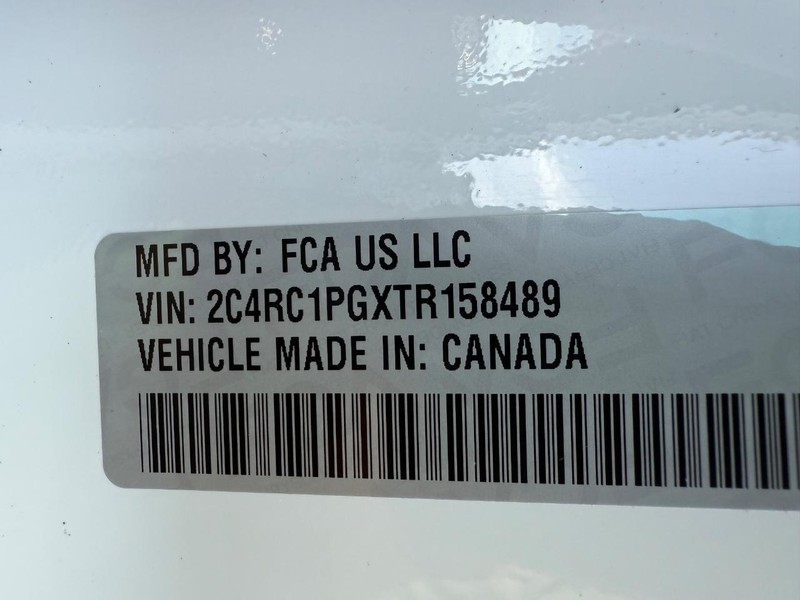 MFD BY: FCA US LLC
VIN: 2C4RC1PGXTR158489
VEHICLE MADE IN: CANADA